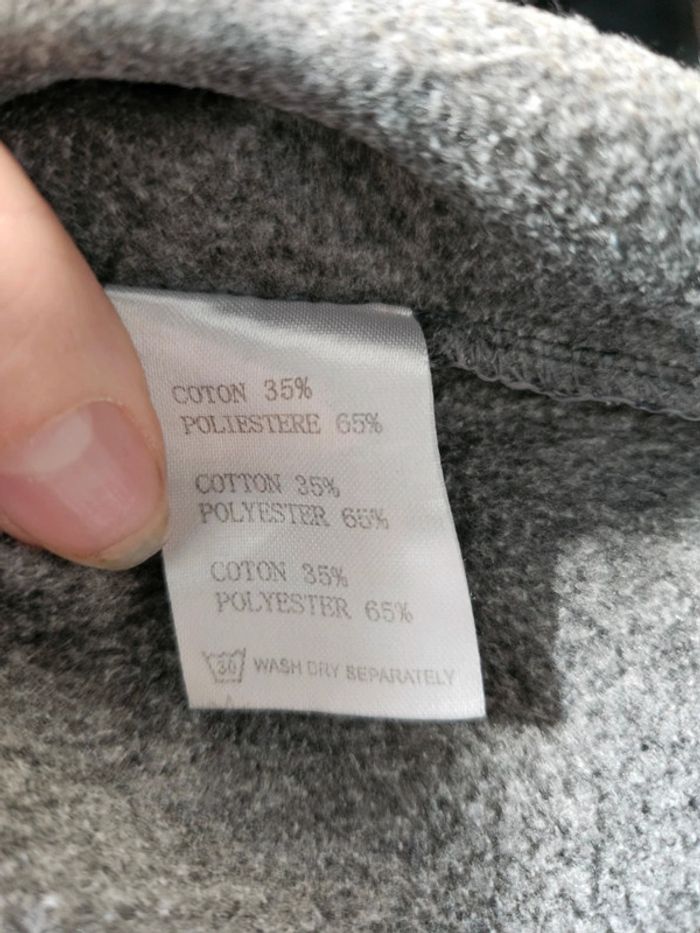 COTON 35%
POLIESTERE 65%
COTTON 35%
POLYESTER 65%
COTON 35%
POLYESTER 65%
30 WASH DRY SEPARATELY